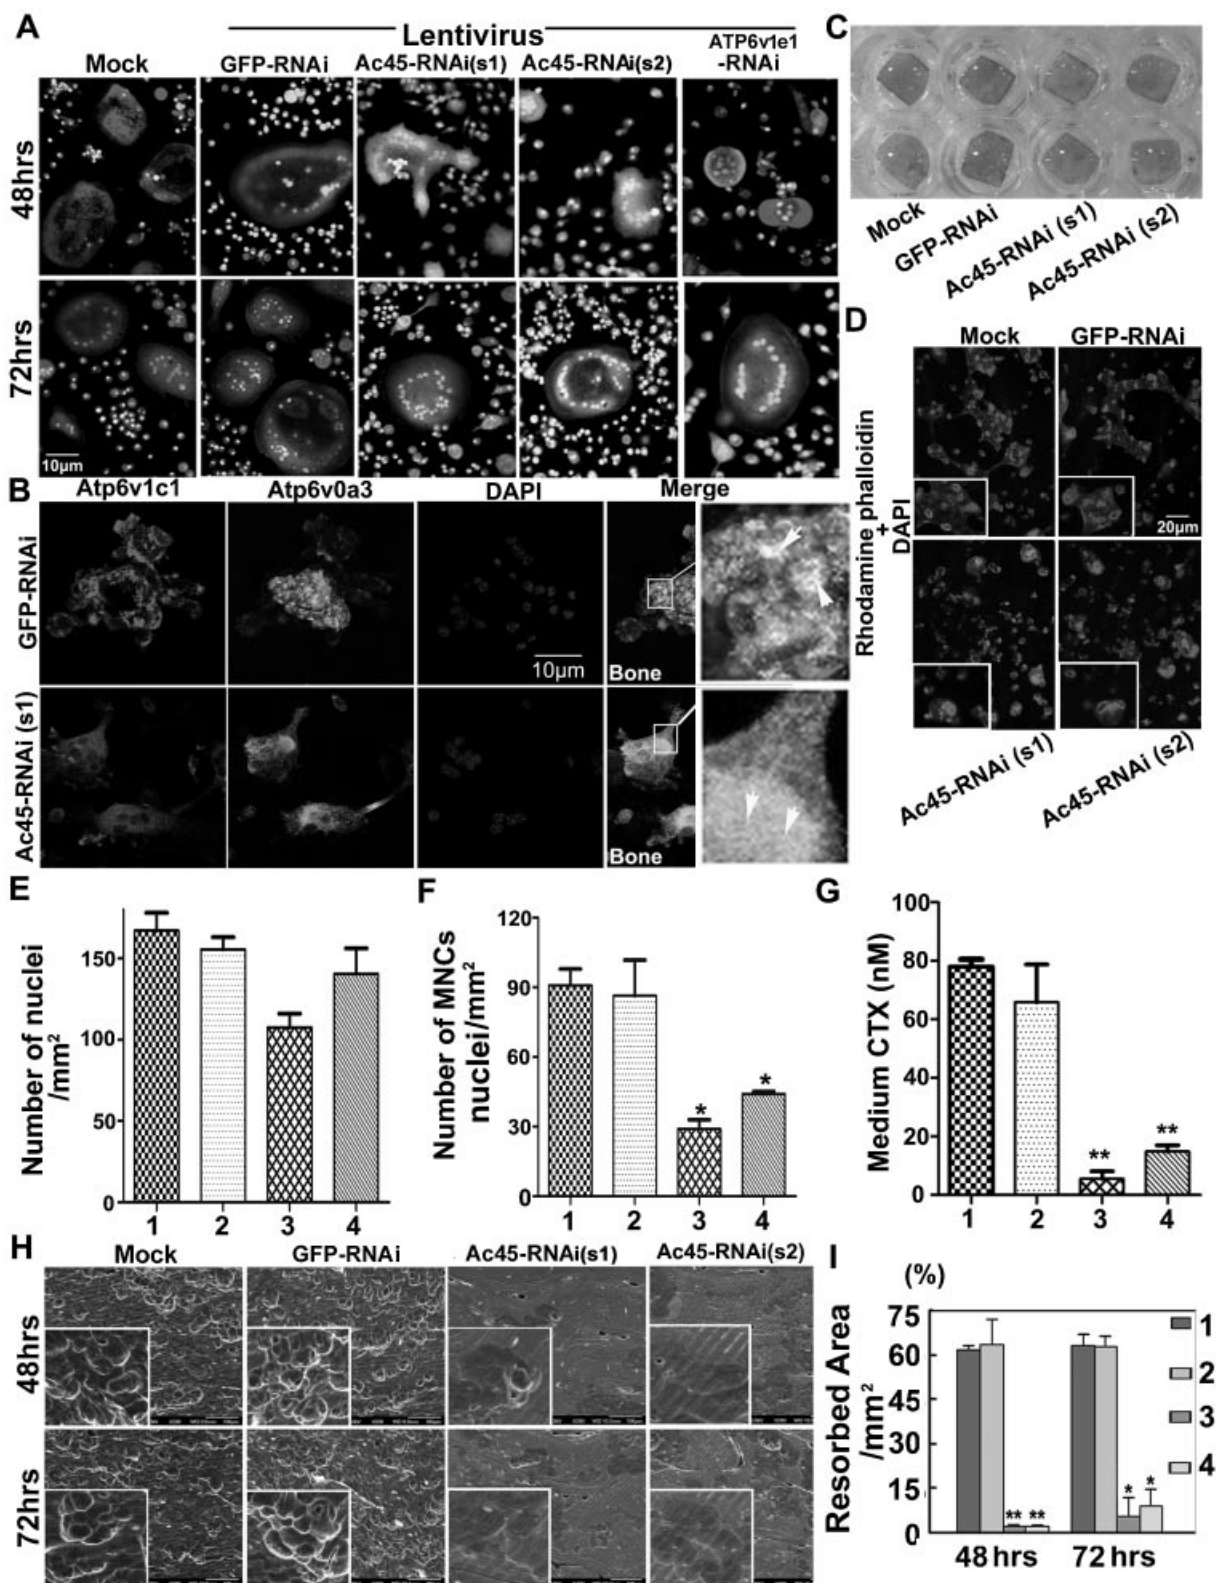 A
Lentivirus
Mock
GFP-RNAi
Ac45-RNAi(s1)
Ac45-RNAi(s2)
ATP6v1e1
-RNAi
48hrs
72hrs
10μm
B
Atp6v1c1
Atp6v0a3
DAPI
Merge
GFP-RNAi
Ac45-RNAi (s1)
10μm
Bone
Bone
C
Mock
GFP-RNAi
Ac45-RNAi (s1)
Ac45-RNAi (s2)
D
Mock
GFP-RNAi
Rhodamine phalloidin
+
DAPI
20μm
Ac45-RNAi (s1)
Ac45-RNAi (s2)
E
Number of nuclei
/mm²
150
100
50
0
1 2 3 4
F
Number of MNCs
nuclei/mm²
120
90
60
30
0
* *
1 2 3 4
G
Medium CTX (nM)
80
60
80
20
0
** **
1 2 3 4
H
Mock
GFP-RNAi
Ac45-RNAi(s1)
Ac45-RNAi(s2)
48hrs
72hrs
I
(%)
Resorbed Area
/mm²
75
60
45
30
15
0
** **
* *
48 hrs
72 hrs
1
2
3
4